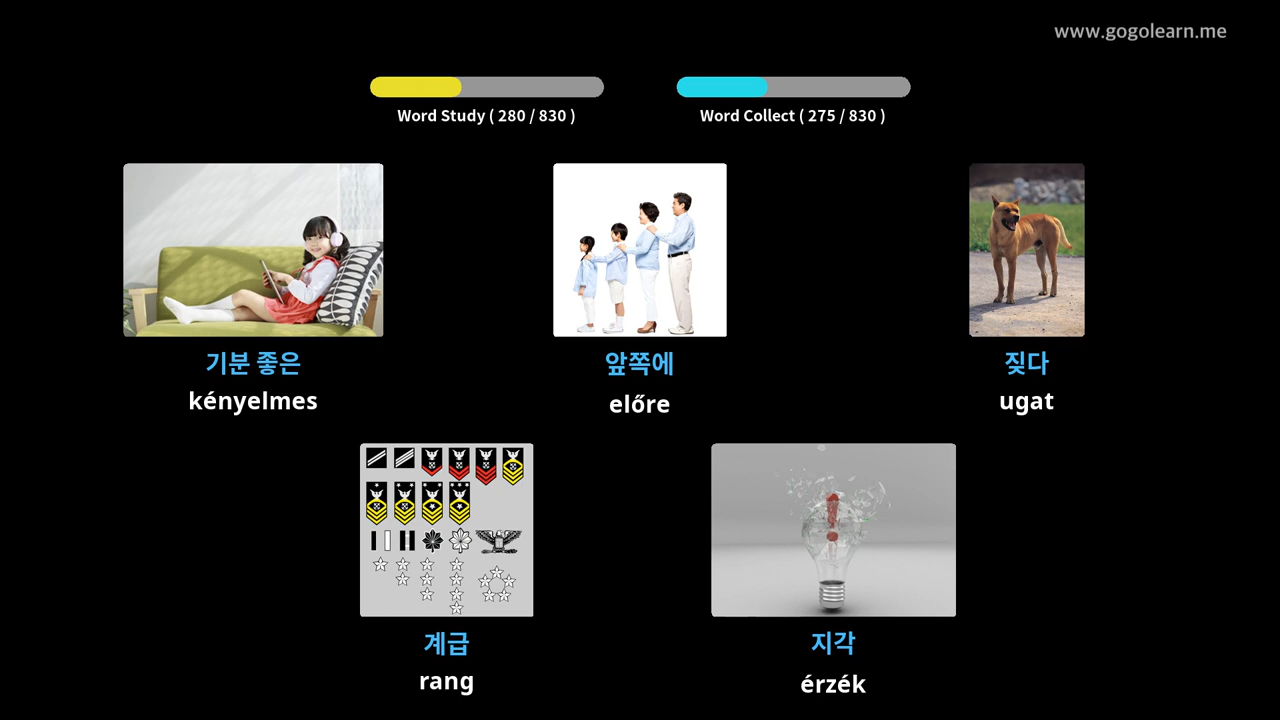 www.gogolearn.me
Word Study ( 280 / 830 )
Word Collect ( 275 / 830 )
기분 좋은
kényelmes
앞쪽에
előre
짖다
ugat
계급
rang
지각
érzék